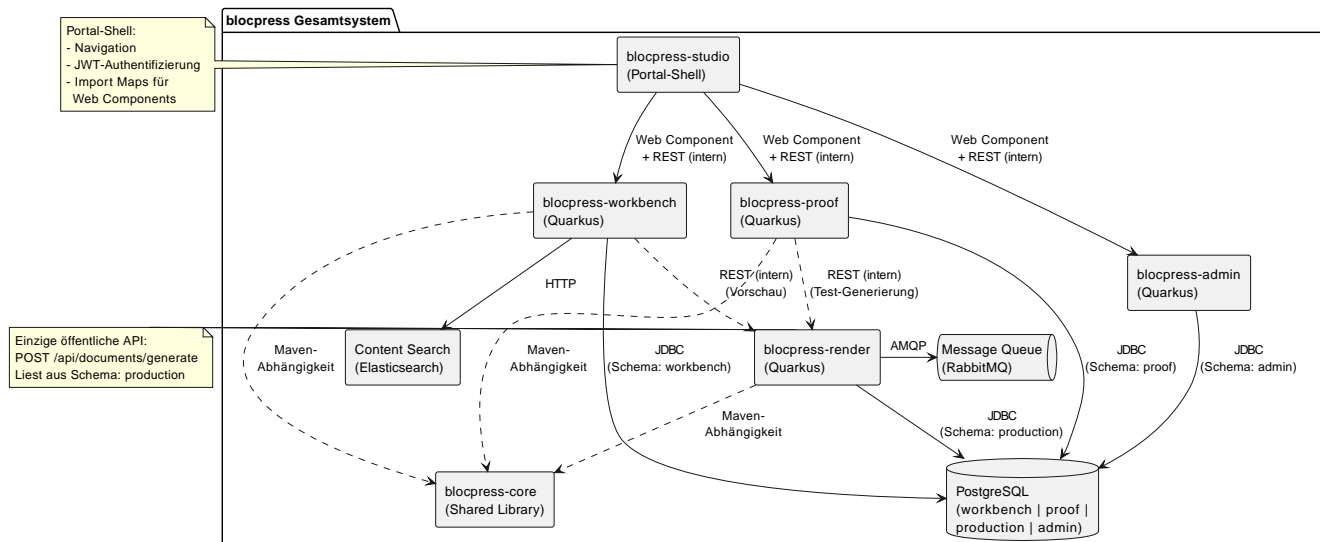 blocpress Gesamtsystem
Portal-Shell:
- Navigation
- JWT-Authentifizierung
- Import Maps für
Web Components
blocpress-studio
(Portal-Shell)
Web Component
+ REST (intern)
Web Component
+ REST (intern)
Web Component
+ REST (intern)
blocpress-workbench
(Quarkus)
blocpress-proof
(Quarkus)
blocpress-admin
(Quarkus)
HTTP
REST (intern)
(Vorschau)
REST (intern)
(Test-Generierung)
Einzige öffentliche API:
POST /api/documents/generate
Liest aus Schema: production
Maven-
Abhängigkeit
Content Search
(Elasticsearch)
Maven-
Abhängigkeit
JDBC
(Schema: workbench)
blocpress-render
(Quarkus)
AMQP
Message Queue
(RabbitMQ)
JDBC
(Schema: proof)
JDBC
(Schema: admin)
Maven-
Abhängigkeit
JDBC
(Schema: production)
blocpress-core
(Shared Library)
PostgreSQL
(workbench | proof |
production | admin)